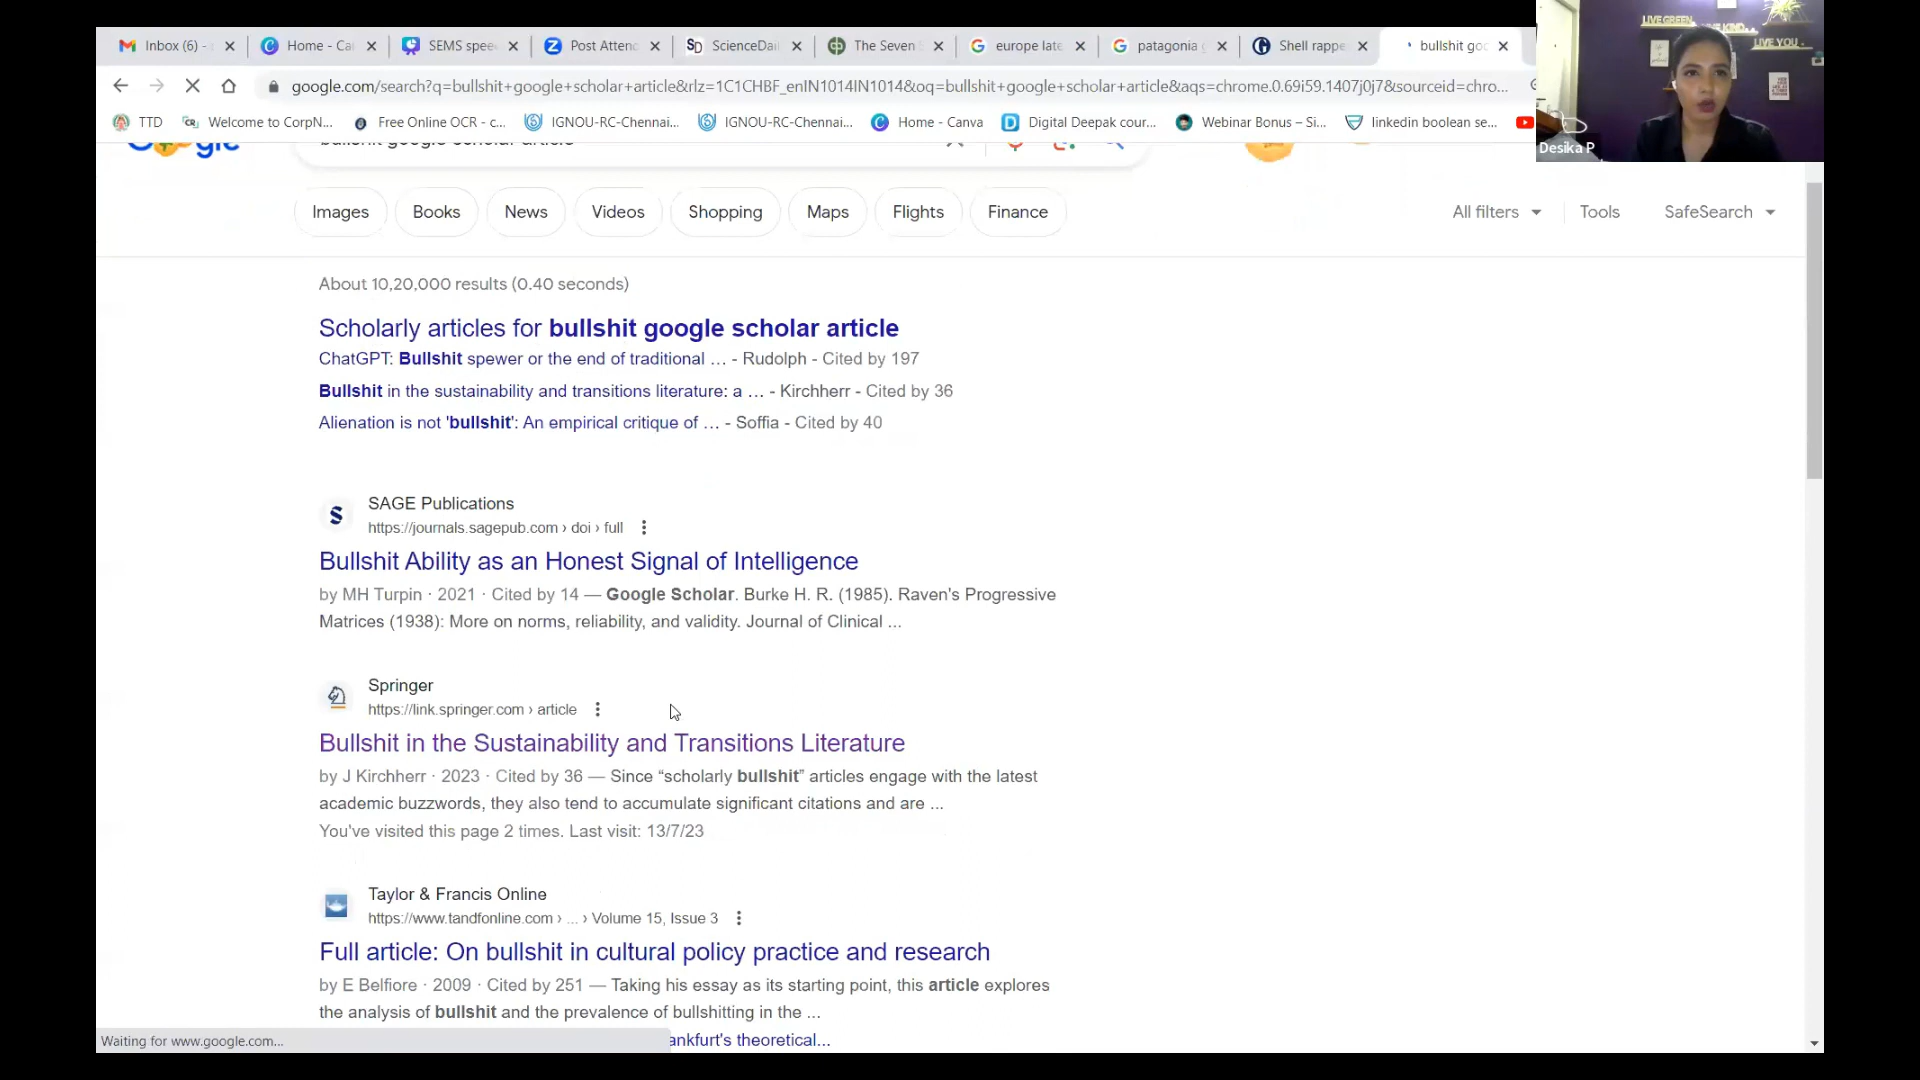 Inbox (6) -
Home - Ca
SEMS spee
Post Attend
ScienceDai
The Seven
europe late
patagonia
Shell rappe
bullshit goo
google.com/search?q=bullshit+google+scholar+article&rlz=1C1CHBF_enIN1014IN1014&oq=bullshit+google+scholar+article&aqs=chrome.0.69i59.1407j0j7&sourceid=chro...
TTD
Welcome to CorpN...
Free Online OCR - c...
IGNOU-RC-Chennai...
IGNOU-RC-Chennai...
Home - Canva
Digital Deepak cour...
Webinar Bonus – Si...
linkedin boolean se...
LIVE GREEN
LIVE YOU
Desika P
bullshit google scholar article
Images
Books
News
Videos
Shopping
Maps
Flights
Finance
All filters
Tools
SafeSearch
About 10,20,000 results (0.40 seconds)
Scholarly articles for bullshit google scholar article
ChatGPT: Bullshit spewer or the end of traditional … - Rudolph - Cited by 197
Bullshit in the sustainability and transitions literature: a … - Kirchherr - Cited by 36
Alienation is not 'bullshit': An empirical critique of … - Soffia - Cited by 40
SAGE Publications
https://journals.sagepub.com › doi › full
Bullshit Ability as an Honest Signal of Intelligence
by MH Turpin · 2021 · Cited by 14 — Google Scholar. Burke H. R. (1985). Raven's Progressive
Matrices (1938): More on norms, reliability, and validity. Journal of Clinical ...
Springer
https://link.springer.com › article
Bullshit in the Sustainability and Transitions Literature
by J Kirchherr · 2023 · Cited by 36 — Since “scholarly bullshit” articles engage with the latest
academic buzzwords, they also tend to accumulate significant citations and are ...
You've visited this page 2 times. Last visit: 13/7/23
Taylor & Francis Online
https://www.tandfonline.com › ... › Volume 15, Issue 3
Full article: On bullshit in cultural policy practice and research
by E Belfiore · 2009 · Cited by 251 — Taking his essay as its starting point, this article explores
the analysis of bullshit and the prevalence of bullshitting in the ...
ankfurt's theoretical...
Waiting for www.google.com...